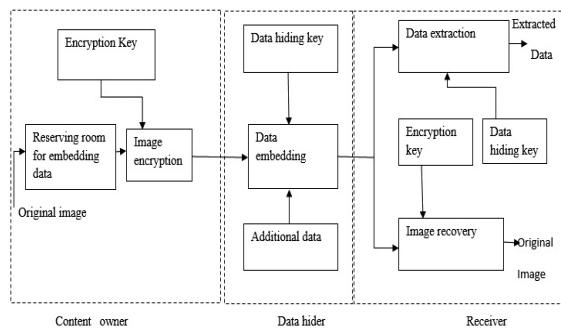 Encryption Key
Reserving room
for embedding
data
Image
encryption
Original image
Content owner
Data hiding key
Data
embedding
Additional data
Data hider
Data extraction
Extracted
Data
Encryption
key
Data
hiding key
Image recovery
Original
Image
Receiver